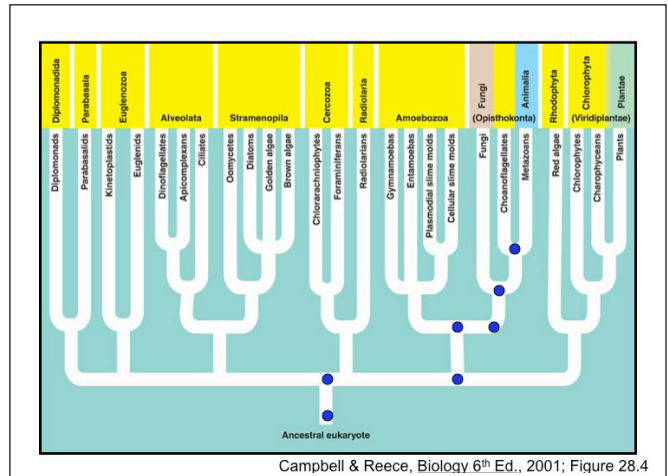 Diplomonadida
Parabasala
Euglenozoa
Alveolata
Stramenopila
Cercozoa
Radiolaria
Amoebozoa
Fungi
(Opisthokonta)
Animalia
Rhodophyta
Chlorophyta
(Viridiplantae)
Plantae
Diplomonads
Parabasalids
Kinetoplastids
Euglenids
Dinoflagellates
Apicomplexans
Ciliates
Oomycetes
Diatoms
Golden algae
Brown algae
Chlorarachniophytes
Foraminiferans
Radiolarians
Gymnamoebas
Entamoebas
Plasmodial slime molds
Cellular slime molds
Fungi
Choanoflagellates
Metazoans
Red algae
Chlorophytes
Charophyceans
Plants
Ancestral eukaryote
Campbell & Reece, Biology 6th Ed., 2001; Figure 28.4